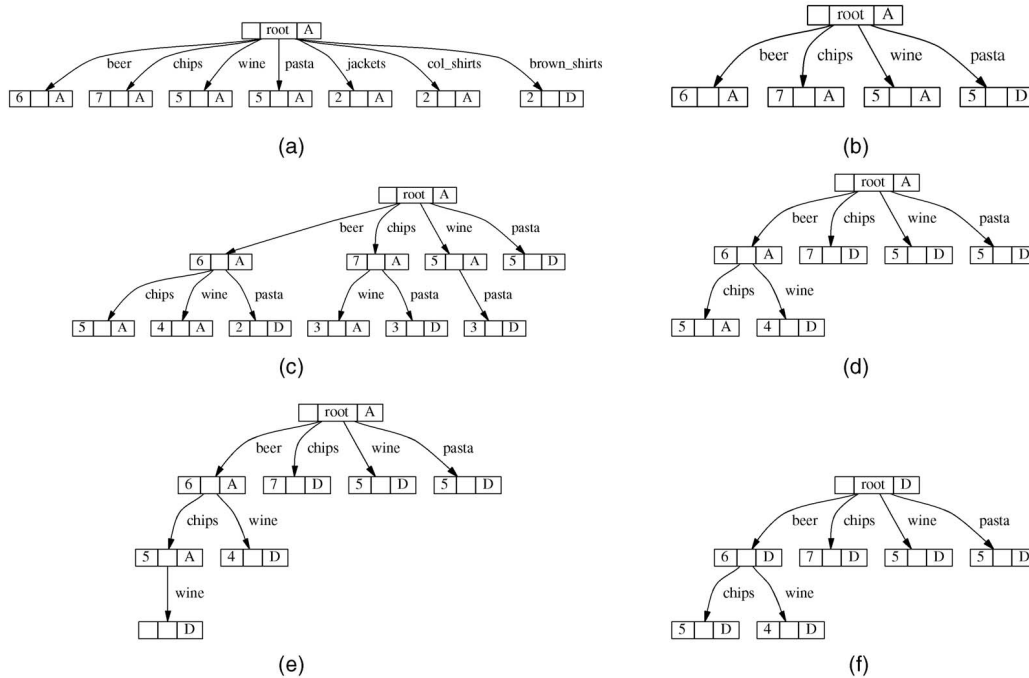 root A
beer chips wine pasta jackets col_shirts brown_shirts
6 A 7 A 5 A 5 A 2 A 2 A 2 D
(a)
root A
beer chips wine pasta
6 A 7 A 5 A 5 D
(b)
root A
beer chips wine pasta
6 A 7 A 5 A 5 D
chips wine pasta wine pasta pasta
5 A 4 A 2 D 3 A 3 D 3 D
(c)
root A
beer chips wine pasta
6 A 7 D 5 D 5 D
chips wine
5 A 4 D
(d)
root A
beer chips wine pasta
6 A 7 D 5 D 5 D
chips wine
5 A 4 D
wine
D
(e)
root D
beer chips wine pasta
6 D 7 D 5 D 5 D
chips wine
5 D 4 D
(f)